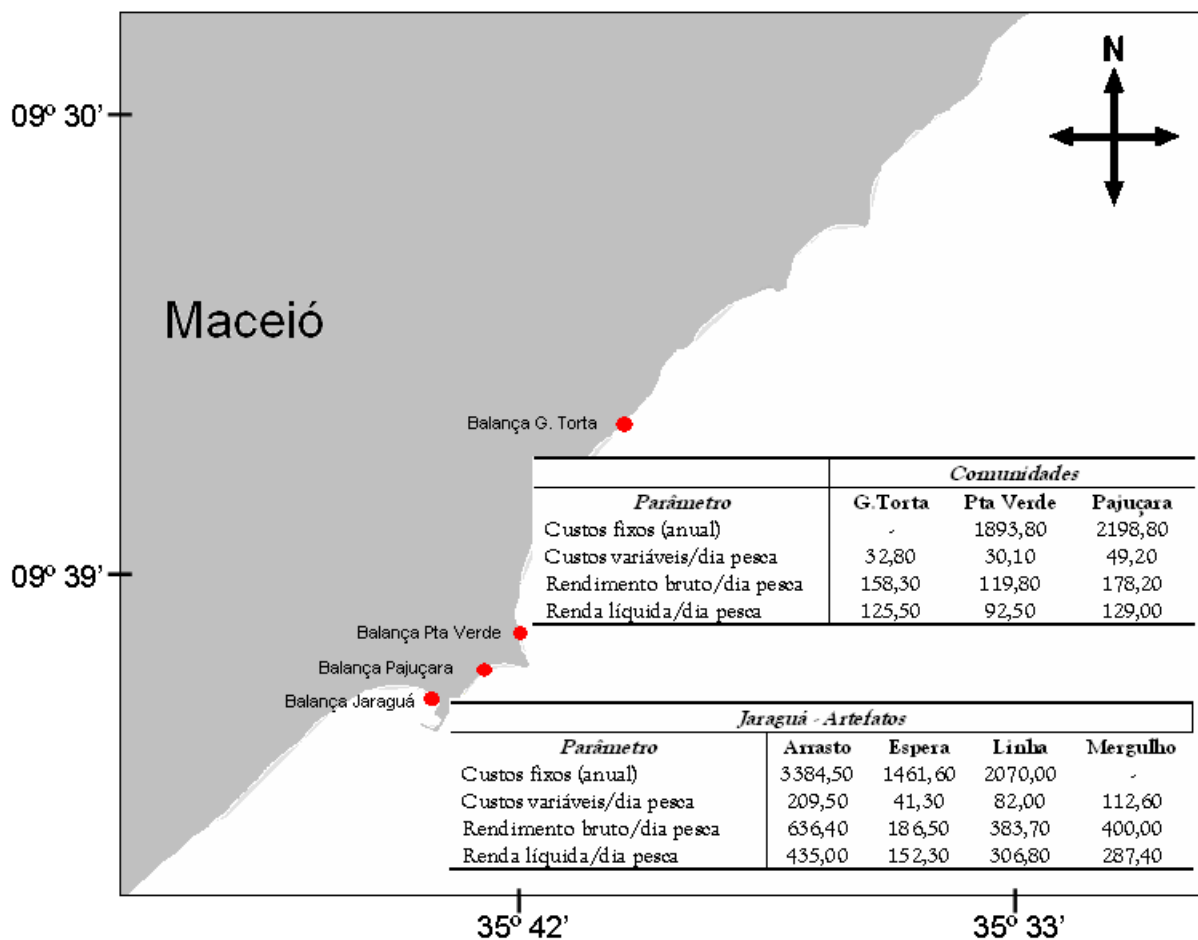 N
09º 30’
Maceió
Balança G. Torta
Comunidades
Parâmetro G.Torta Pta Verde Pajuçara
Custos fixos (anual) - 1893,80 2198,80
Custos variáveis/dia pesca 32,80 30,10 49,20
Rendimento bruto/dia pesca 158,30 119,80 178,20
Renda líquida/dia pesca 125,50 92,50 129,00
09º 39’
Balança Pta Verde
Balança Pajuçara
Balança Jaraguá
Jaraguá - Artefatos
Parâmetro Arrasto Espera Linha Mergulho
Custos fixos (anual) 3384,50 1461,60 2070,00 -
Custos variáveis/dia pesca 209,50 41,30 82,00 112,60
Rendimento bruto/dia pesca 636,40 186,50 383,70 400,00
Renda líquida/dia pesca 435,00 152,30 306,80 287,40
35º 42’ 35º 33’